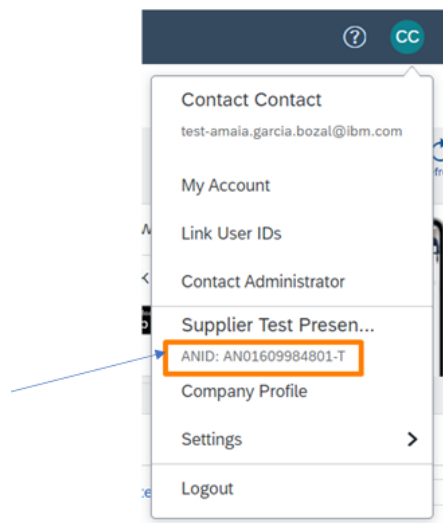 ?
CC
Contact Contact
test-amaia.garcia.bozal@ibm.com
My Account
Link User IDs
Contact Administrator
Supplier Test Presen...
ANID: AN01609984801-T
Company Profile
Settings
Logout